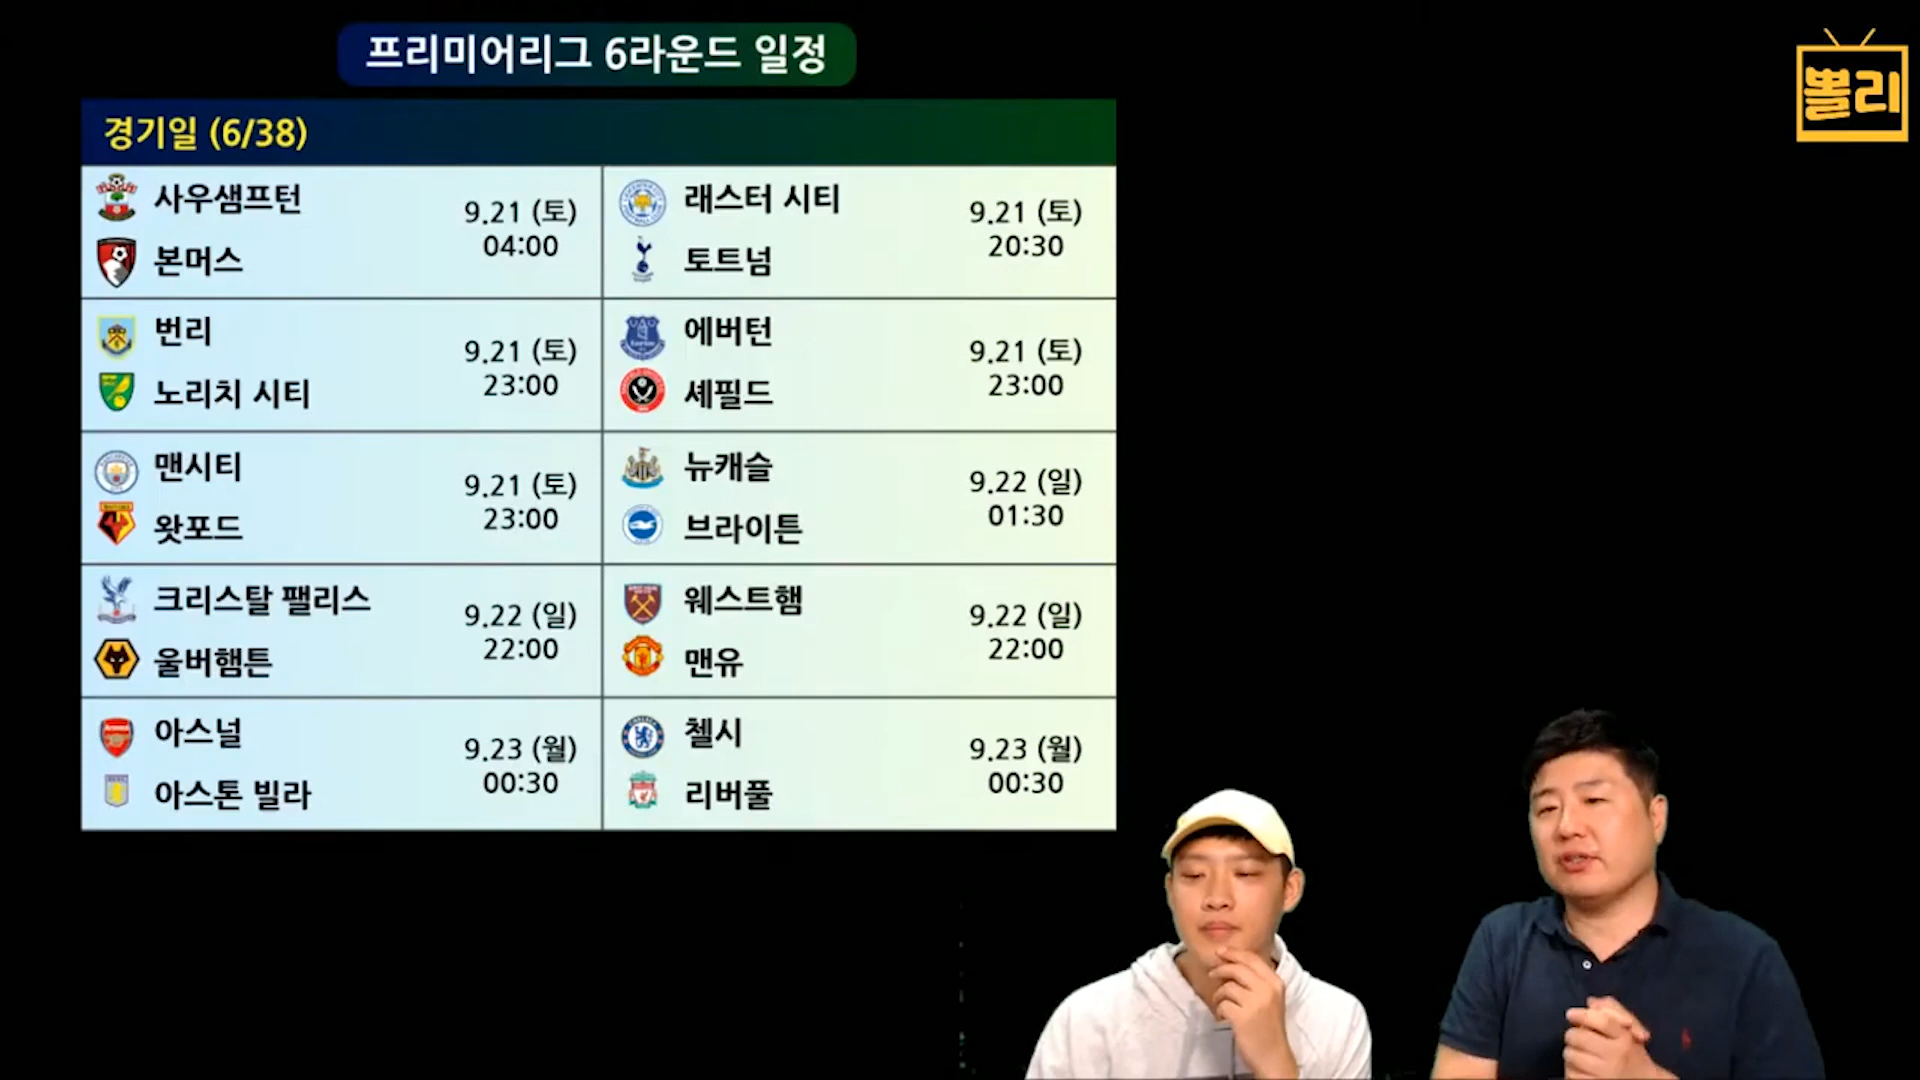 프리미어리그 6라운드 일정
뽈리
경기일 (6/38)
사우샘프턴
본머스
9.21 (토)
04:00
래스터 시티
토트넘
9.21 (토)
20:30
번리
노리치 시티
9.21 (토)
23:00
에버턴
셰필드
9.21 (토)
23:00
맨시티
왓포드
9.21 (토)
23:00
뉴캐슬
브라이튼
9.22 (일)
01:30
크리스탈 팰리스
울버햄튼
9.22 (일)
22:00
웨스트햄
맨유
9.22 (일)
22:00
아스널
아스톤 빌라
9.23 (월)
00:30
첼시
리버풀
9.23 (월)
00:30